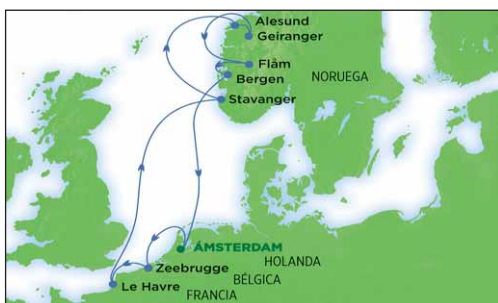 Alesund
Geiranger
Flåm
Bergen
NORUEGA
Stavanger
ÁMSTERDAM
HOLANDA
Zeebrugge
BÉLGICA
Le Havre
FRANCIA